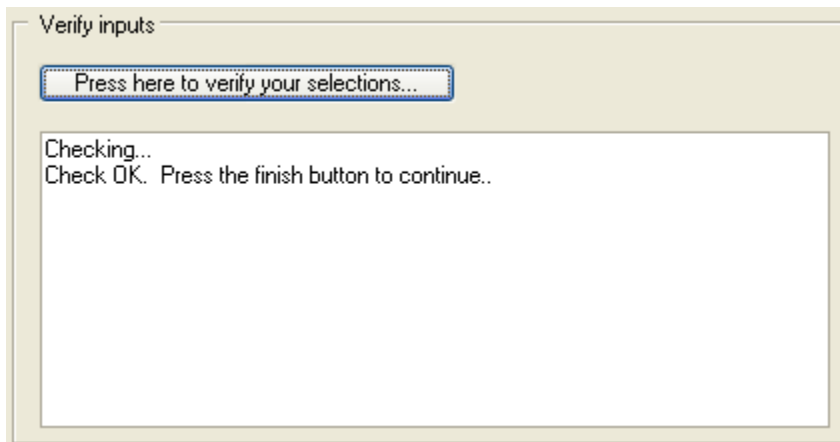 Verify inputs
Press here to verify your selections...
Checking...
Check OK.  Press the finish button to continue..